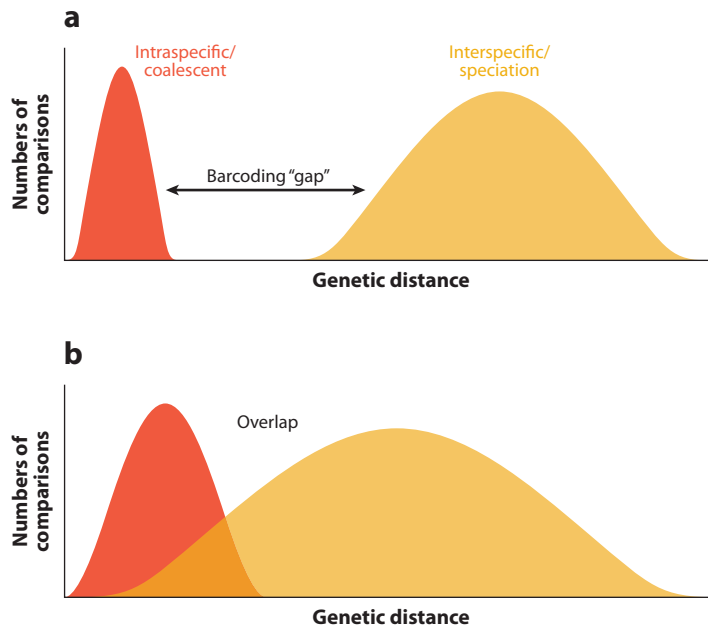 a
Intraspecific/
coalescent
Interspecific/
speciation
Numbers of
comparisons
Barcoding “gap”
Genetic distance
b
Overlap
Numbers of
comparisons
Genetic distance